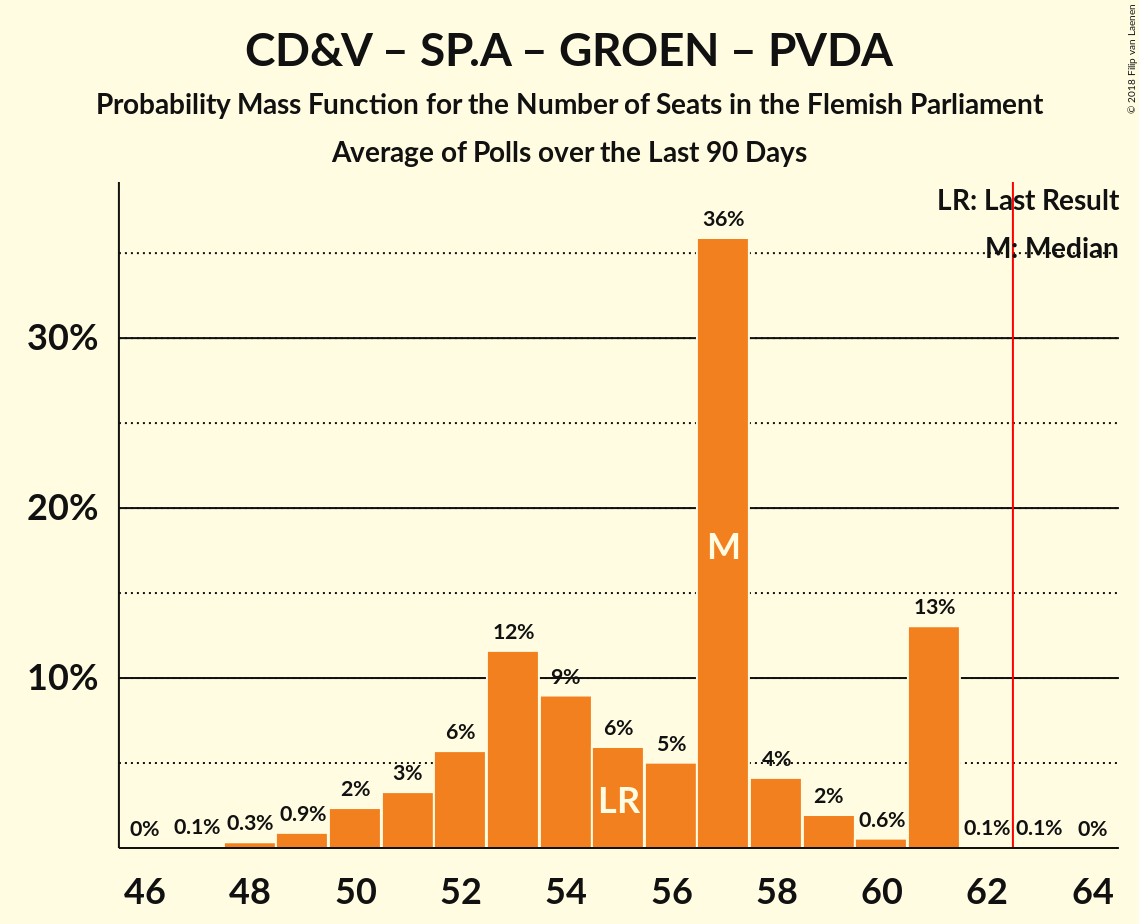 CD&V – SP.A – GROEN – PVDA
Probability Mass Function for the Number of Seats in the Flemish Parliament
Average of Polls over the Last 90 Days
© 2018 Filip van Laenen
LR: Last Result
M: Median
30%
20%
10%
0%
0.1%
0.3%
0.9%
2%
3%
6%
12%
9%
6%
5%
36%
4%
2%
0.6%
13%
0.1%
0.1%
0%
LR
M
46 48 50 52 54 56 58 60 62 64